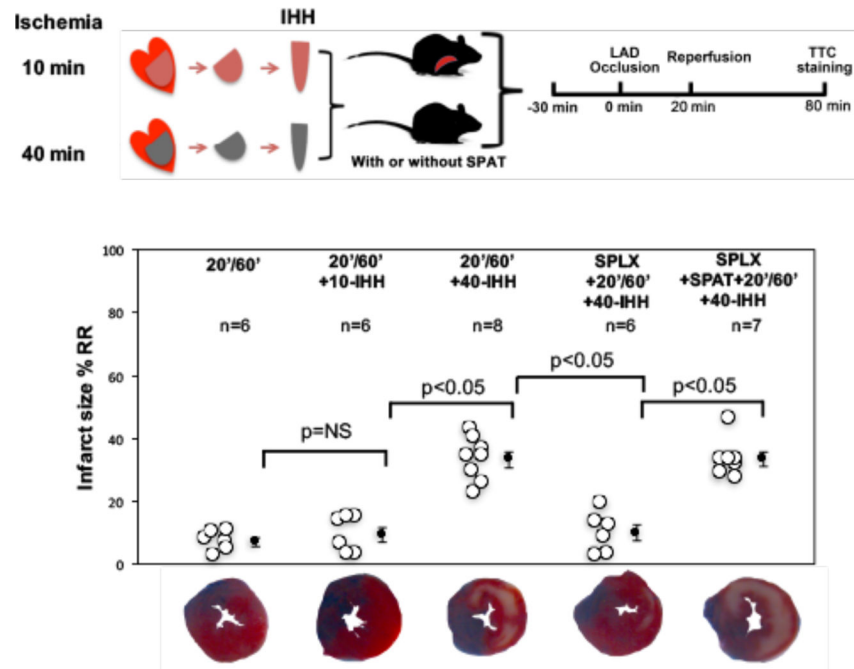 Ischemia
IHH
10 min
40 min
With or without SPAT
LAD
Occlusion
Reperfusion
TTC
staining
-30 min
0 min
20 min
80 min
Infarct size % RR
100
80
60
40
20
0
20'/60'
n=6
20'/60'
+10-IHH
n=6
20'/60'
+40-IHH
n=8
SPLX
+20'/60'
+40-IHH
n=6
SPLX
+SPAT+20'/60'
+40-IHH
n=7
p=NS
p<0.05
p<0.05
p<0.05